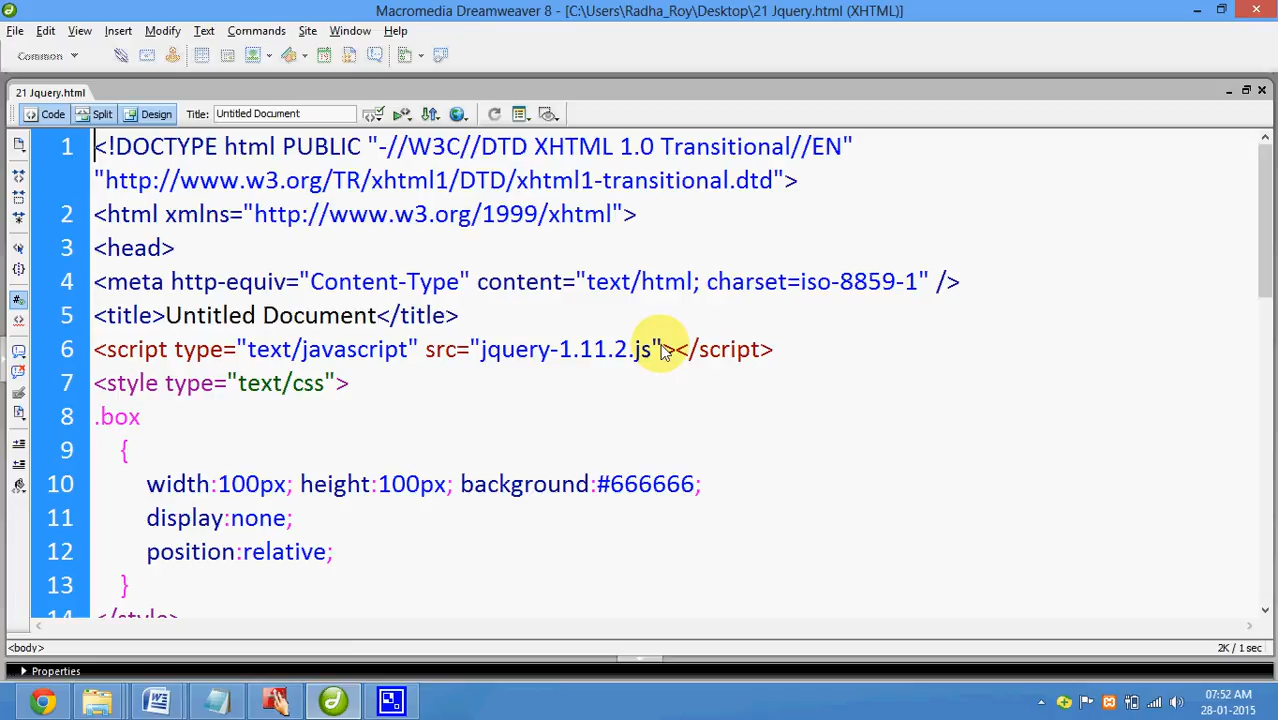 Macromedia Dreamweaver 8 - [C:\Users\Radha_Roy\Desktop\21 Jquery.html (XHTML)]
File Edit View Insert Modify Text Commands Site Window Help
Common
21 Jquery.html
Code Split Design Title: Untitled Document
1 <!DOCTYPE html PUBLIC "-//W3C//DTD XHTML 1.0 Transitional//EN"
"http://www.w3.org/TR/xhtml1/DTD/xhtml1-transitional.dtd">
2 <html xmlns="http://www.w3.org/1999/xhtml">
3 <head>
4 <meta http-equiv="Content-Type" content="text/html; charset=iso-8859-1" />
5 <title>Untitled Document</title>
6 <script type="text/javascript" src="jquery-1.11.2.js"></script>
7 <style type="text/css">
8 .box
9 {
10 width:100px; height:100px; background:#666666;
11 display:none;
12 position:relative;
13 }
14 </style>
<body>
2K / 1 sec
Properties
07:52 AM
28-01-2015